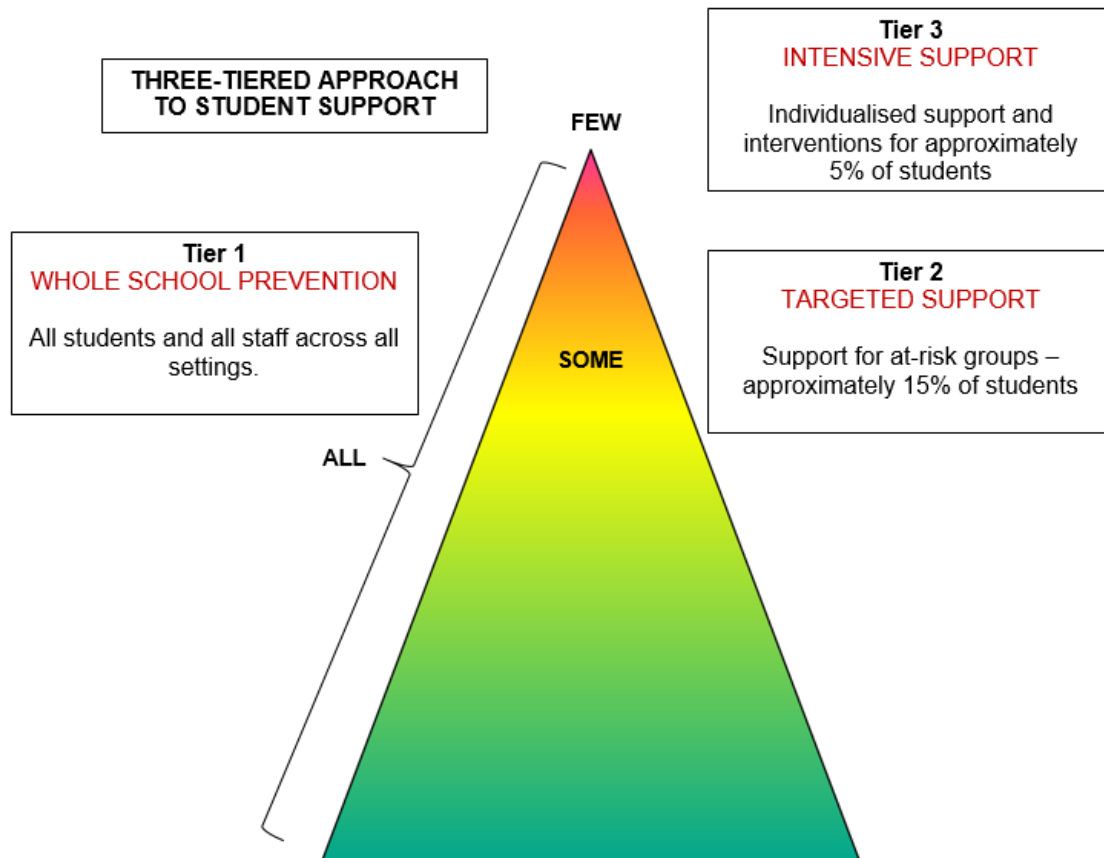 THREE-TIERED APPROACH
TO STUDENT SUPPORT
Tier 3
INTENSIVE SUPPORT
Individualised support and
interventions for approximately
5% of students
FEW
Tier 1
WHOLE SCHOOL PREVENTION
All students and all staff across all
settings.
Tier 2
TARGETED SUPPORT
Support for at-risk groups –
approximately 15% of students
SOME
ALL